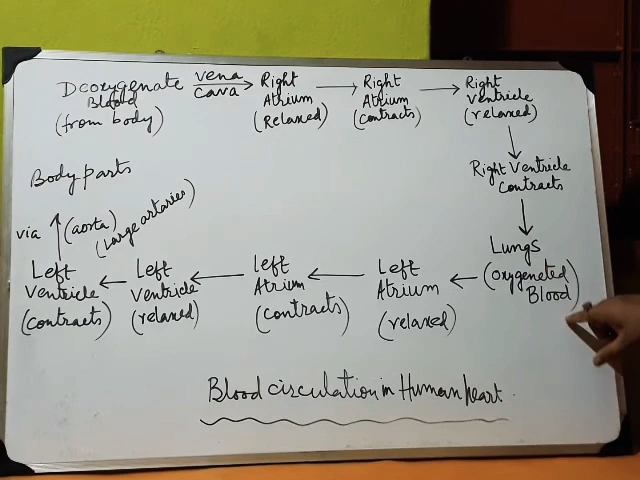 Deoxygenate vena cava → Right Atrium (Relaxed) → Right Atrium (contracts) → Right Ventricle (relaxed)
Blood
(from body)
Right Ventricle
Contracts
Lungs
(oxygeneted
Blood)
Left
Atrium
(relaxed)
Left
Atrium
(contracts)
Left
Ventricle
(relaxed)
Left
Ventricle
(contracts)
via (aorta)
(Large artaries)
Body parts
Blood circulation in Human heart.